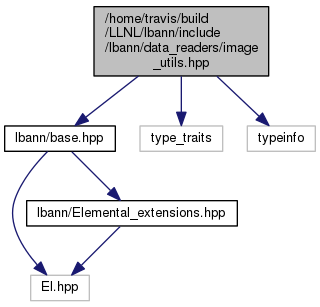 /home/travis/build
/LLNL/lbann/include
/lbann/data_readers/image
_utils.hpp
lbann/base.hpp
type_traits
typeinfo
lbann/Elemental_extensions.hpp
El.hpp